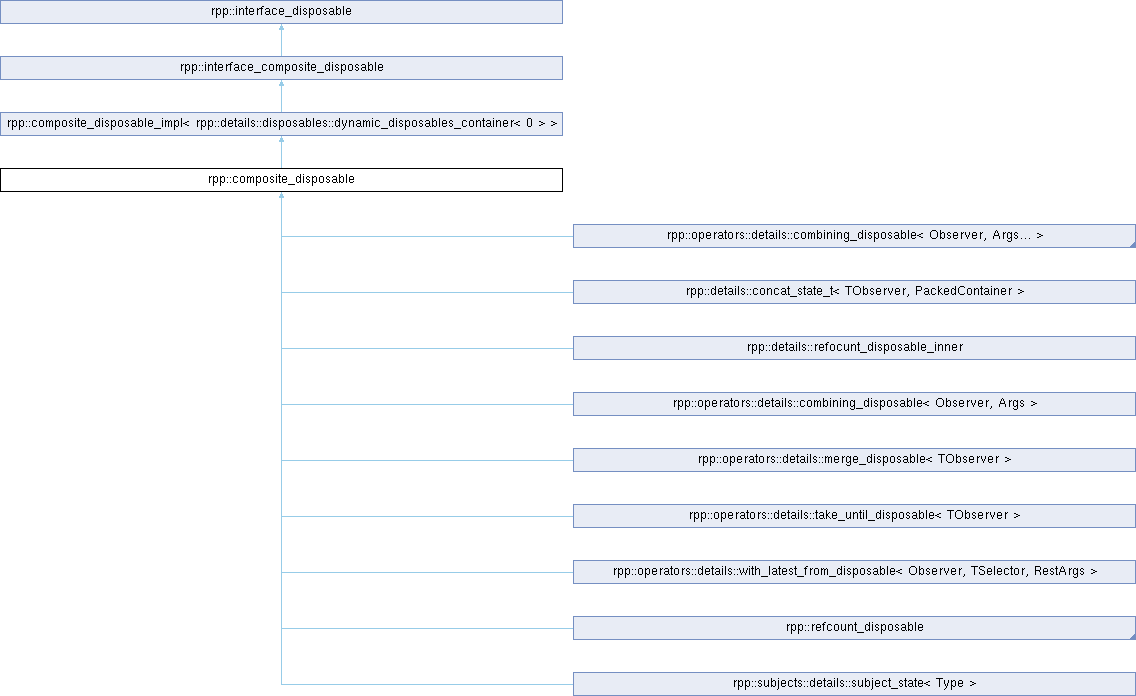 rpp::interface_disposable
rpp::interface_composite_disposable
rpp::composite_disposable_impl< rpp::details::disposables::dynamic_disposables_container< 0 > >
rpp::composite_disposable
rpp::operators::details::combining_disposable< Observer, Args... >
rpp::details::concat_state_t< TObserver, PackedContainer >
rpp::details::refocunt_disposable_inner
rpp::operators::details::combining_disposable< Observer, Args >
rpp::operators::details::merge_disposable< TObserver >
rpp::operators::details::take_until_disposable< TObserver >
rpp::operators::details::with_latest_from_disposable< Observer, TSelector, RestArgs >
rpp::refcount_disposable
rpp::subjects::details::subject_state< Type >